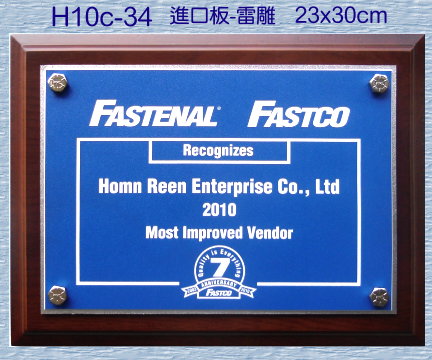 H10c-34 進口板-雷雕 23x30cm
FASTENAL® FASTCO
Recognizes
Homn Reen Enterprise Co., Ltd
2010
Most Improved Vendor
Quality is Everything
7
ANNIVERSARY
FASTCO